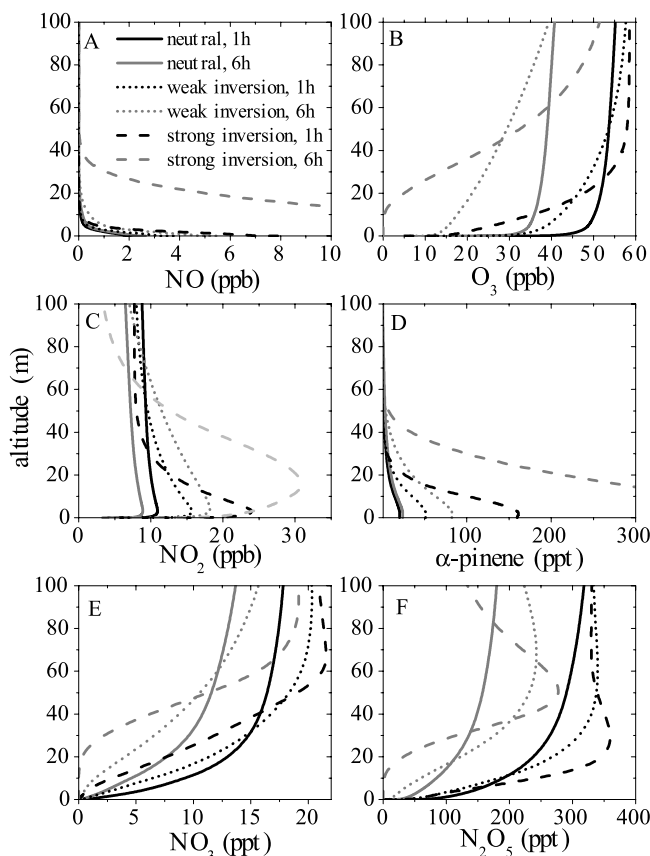 A
neutral, 1h
neutral, 6h
weak inversion, 1h
weak inversion, 6h
strong inversion, 1h
strong inversion, 6h
100
80
60
40
20
0
0 2 4 6 8 10
NO (ppb)
B
100
80
60
40
20
0
0 10 20 30 40 50 60
O3 (ppb)
altitude (m)
C
100
80
60
40
20
0
0 10 20 30
NO2 (ppb)
D
100
80
60
40
20
0
100 200 300
α-pinene (ppt)
E
100
80
60
40
20
0
0 5 10 15 20
NO3 (ppt)
F
100
80
60
40
20
0
0 100 200 300 400
N2O5 (ppt)